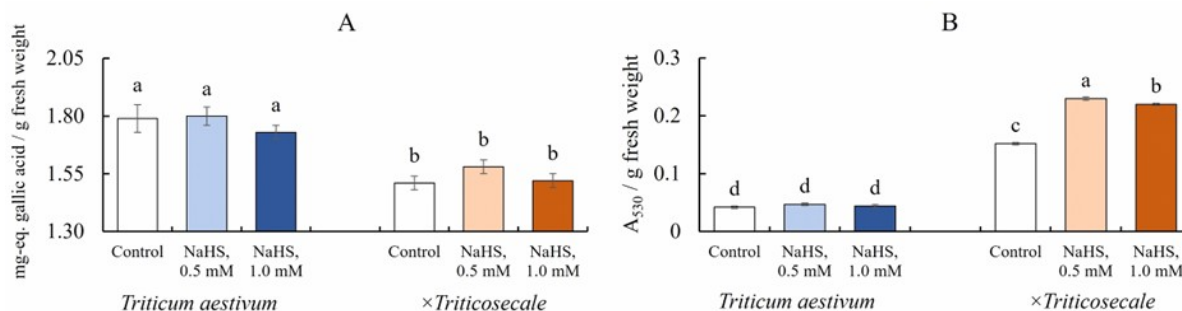 A
mg-eq. gallic acid / g fresh weight
2.05
1.80
1.55
1.30
a
a
a
b
b
b
Control
NaHS,
0.5 mM
NaHS,
1.0 mM
Control
NaHS,
0.5 mM
NaHS,
1.0 mM
Triticum aestivum
×Triticosecale
B
A530 / g fresh weight
0.3
0.2
0.1
0
d
d
d
c
a
b
Control
NaHS,
0.5 mM
NaHS,
1.0 mM
Control
NaHS,
0.5 mM
NaHS,
1.0 mM
Triticum aestivum
×Triticosecale